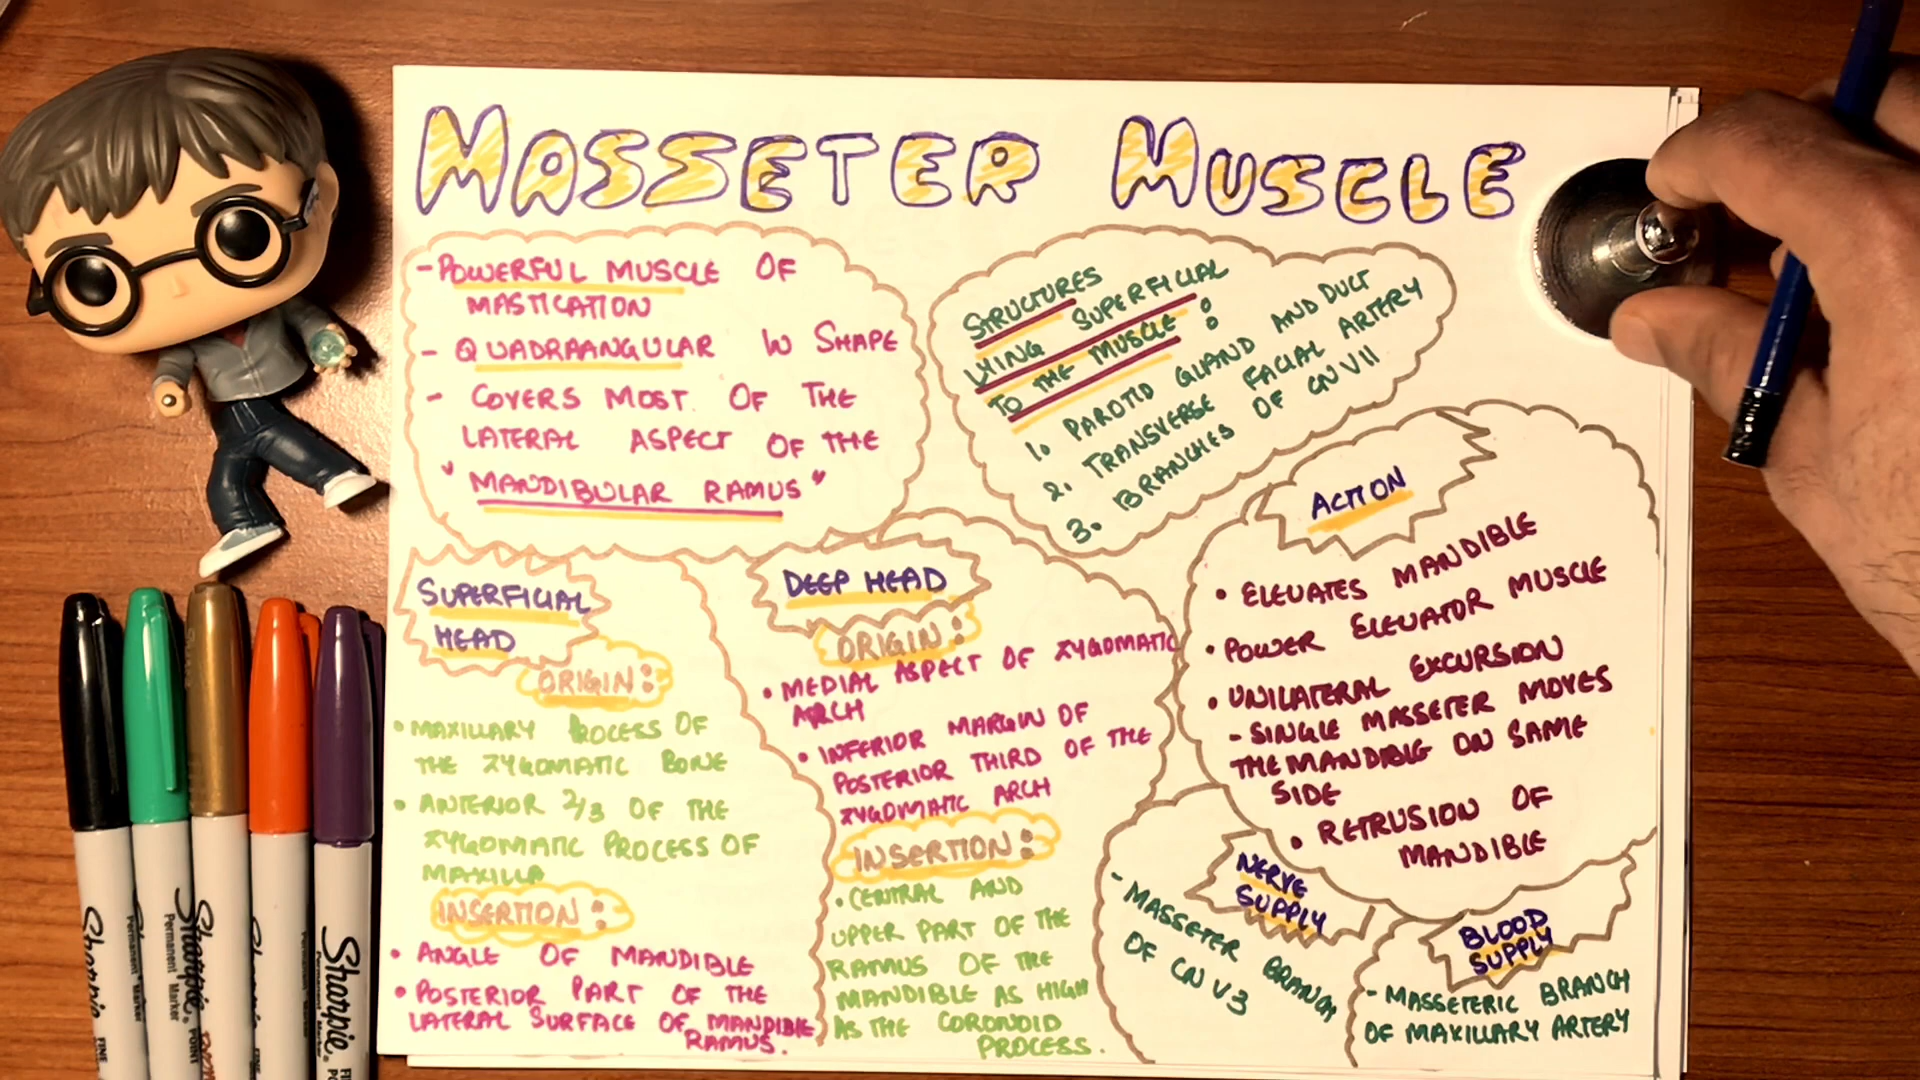 MASSETER MUSCLE
- POWERFUL MUSCLE OF
MASTICATION
- QUADRAANGULAR IN SHAPE
- COVERS MOST OF THE
LATERAL ASPECT OF THE
"MANDIBULAR RAMUS"
STRUCTURES
LYING SUPERFICIAL
TO THE MUSCLE:
1. PAROTID GLAND AND DUCT
2. TRANSVERSE FACIAL ARTERY
3. BRANCHES OF CN VII
SUPERFICIAL
HEAD
ORIGIN:
• MAXILLARY PROCESS OF
THE ZYGOMATIC BONE
• ANTERIOR 2/3 OF THE
ZYGOMATIC PROCESS OF
MAXILLA
INSERTION:
• ANGLE OF MANDIBLE
• POSTERIOR PART OF THE
LATERAL SURFACE OF MANDIBLE
RAMUS.
DEEP HEAD
ORIGIN:
• MEDIAL ASPECT OF ZYGOMATIC
ARCH
• INFERIOR MARGIN OF
POSTERIOR THIRD OF THE
ZYGOMATIC ARCH
INSERTION:
• CENTRAL AND
UPPER PART OF THE
RAMUS OF THE
MANDIBLE AS HIGH
AS THE CORONOID
PROCESS.
ACTION
• ELEVATES MANDIBLE
• POWER ELEVATOR MUSCLE
• UNILATERAL EXCURSION
- SINGLE MASSETER MOVES
THE MANDIBLE ON SAME
SIDE
• RETRUSION OF
MANDIBLE
NERVE
SUPPLY
- MASSETER BRANCH
OF CN V3
BLOOD
SUPPLY
- MASSETERIC BRANCH
OF MAXILLARY ARTERY
Sharpie
Permanent Marker
Sharpie
Permanent Marker
FINE
Sharpie.
Permanent Marker
FINE